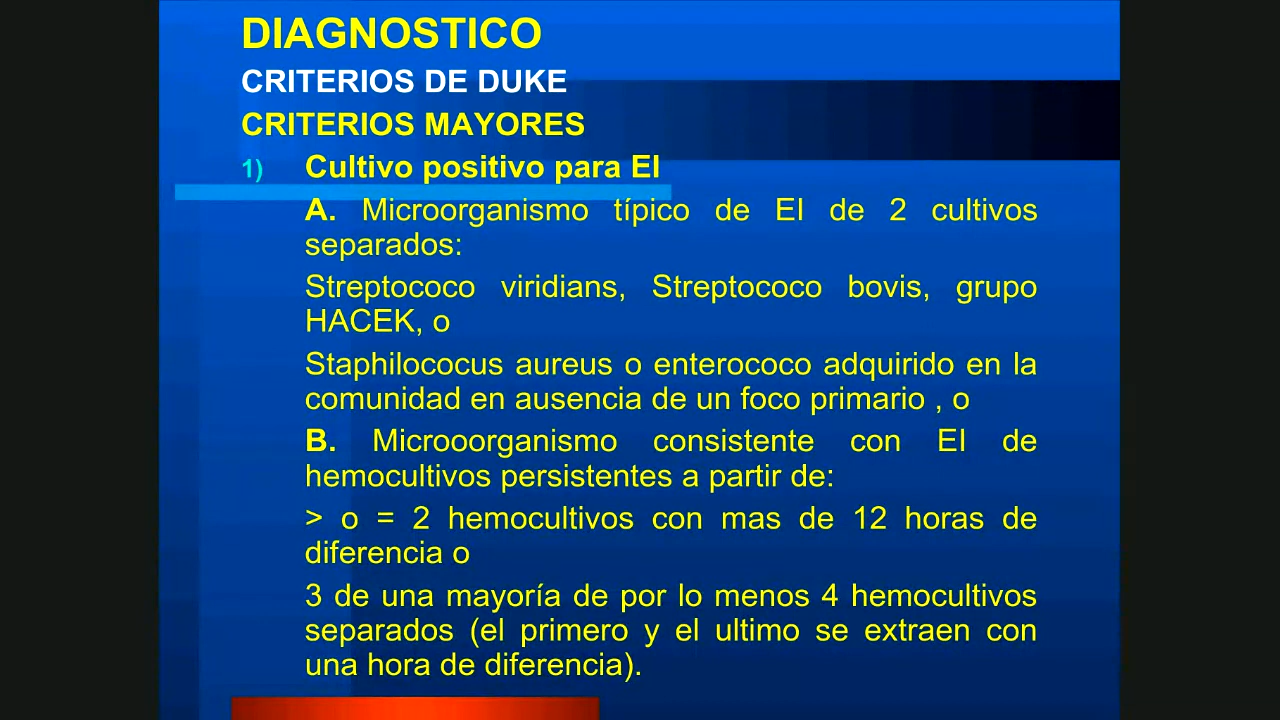 DIAGNOSTICO
CRITERIOS DE DUKE
CRITERIOS MAYORES
1) Cultivo positivo para EI
A. Microorganismo típico de EI de 2 cultivos
separados:
Streptococo viridians, Streptococo bovis, grupo
HACEK, o
Staphilococus aureus o enterococo adquirido en la
comunidad en ausencia de un foco primario , o
B. Microoorganismo consistente con EI de
hemocultivos persistentes a partir de:
> o = 2 hemocultivos con mas de 12 horas de
diferencia o
3 de una mayoría de por lo menos 4 hemocultivos
separados (el primero y el ultimo se extraen con
una hora de diferencia).